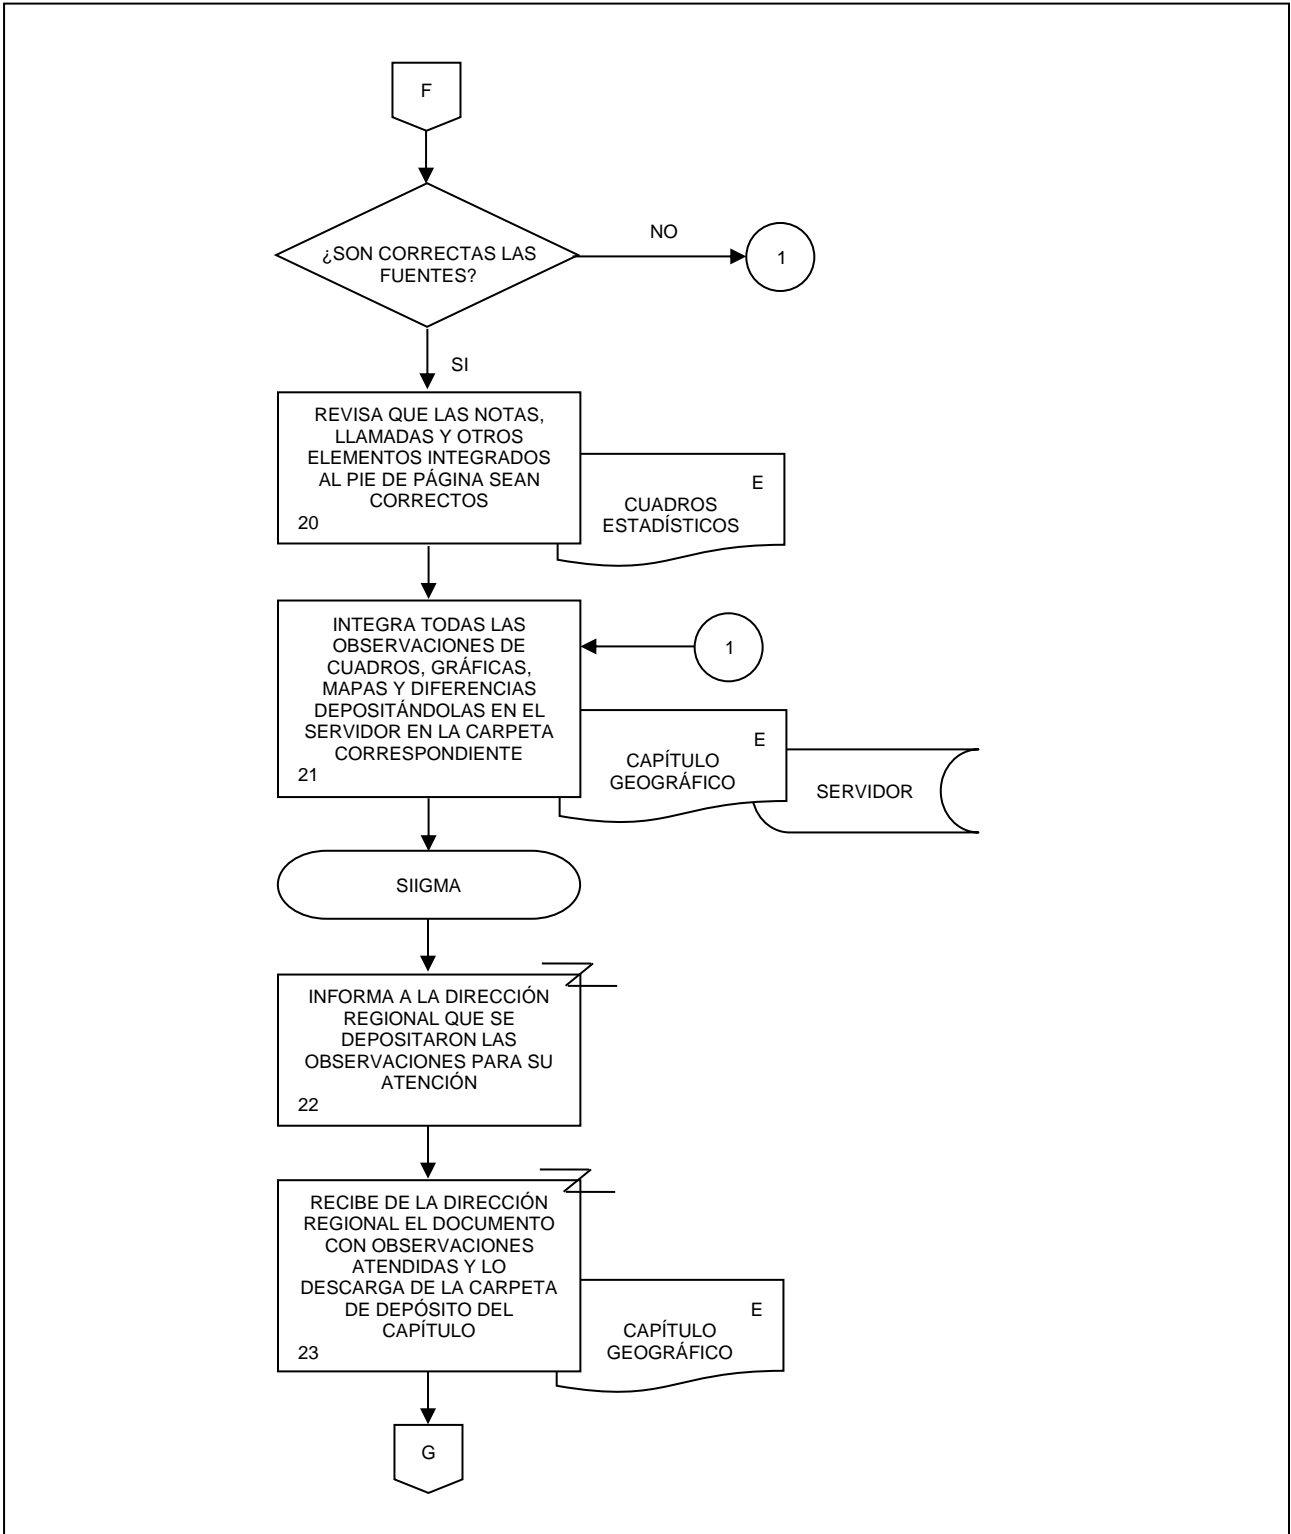 F
¿SON CORRECTAS LAS
FUENTES?
NO
1
SI
REVISA QUE LAS NOTAS,
LLAMADAS Y OTROS
ELEMENTOS INTEGRADOS
AL PIE DE PÁGINA SEAN
CORRECTOS
20
E
CUADROS
ESTADÍSTICOS
INTEGRA TODAS LAS
OBSERVACIONES DE
CUADROS, GRÁFICAS,
MAPAS Y DIFERENCIAS
DEPOSITÁNDOLAS EN EL
SERVIDOR EN LA CARPETA
CORRESPONDIENTE
21
1
E
CAPÍTULO
GEOGRÁFICO
SERVIDOR
SIIGMA
INFORMA A LA DIRECCIÓN
REGIONAL QUE SE
DEPOSITARON LAS
OBSERVACIONES PARA SU
ATENCIÓN
22
RECIBE DE LA DIRECCIÓN
REGIONAL EL DOCUMENTO
CON OBSERVACIONES
ATENDIDAS Y LO
DESCARGA DE LA CARPETA
DE DEPÓSITO DEL
CAPÍTULO
23
E
CAPÍTULO
GEOGRÁFICO
G